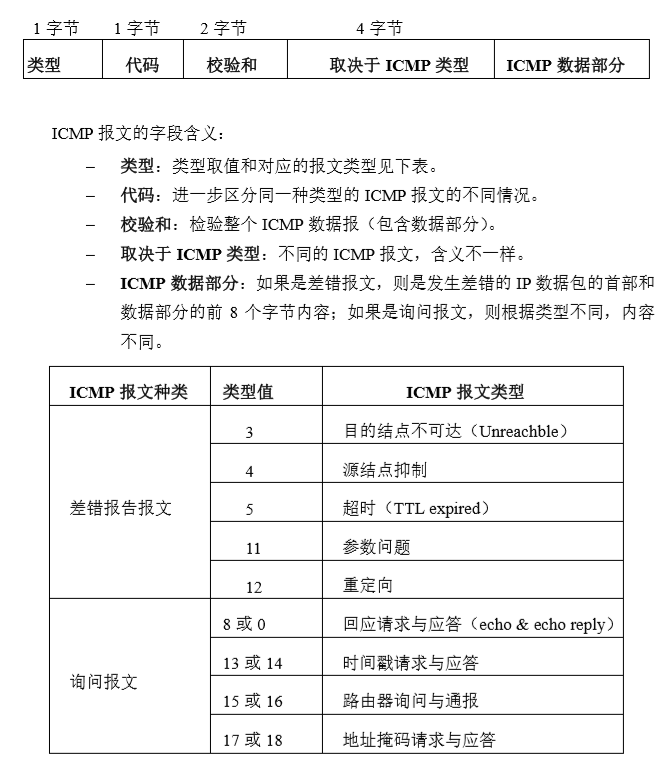 1 字节 1 字节 2 字节 4 字节
类型 代码 校验和 取决于 ICMP 类型 ICMP 数据部分
ICMP 报文的字段含义：
– 类型：类型取值和对应的报文类型见下表。
– 代码：进一步区分同一种类型的 ICMP 报文的不同情况。
– 校验和：检验整个 ICMP 数据报（包含数据部分）。
– 取决于 ICMP 类型：不同的 ICMP 报文，含义不一样。
– ICMP 数据部分：如果是差错报文，则是发生差错的 IP 数据包的首部和
数据部分的前 8 个字节内容；如果是询问报文，则根据类型不同，内容
不同。
ICMP 报文种类 类型值 ICMP 报文类型
差错报告报文
3 目的结点不可达（Unreachble）
4 源结点抑制
5 超时（TTL expired）
11 参数问题
12 重定向
询问报文
8 或 0 回应请求与应答（echo & echo reply）
13 或 14 时间戳请求与应答
15 或 16 路由器询问与通报
17 或 18 地址掩码请求与应答